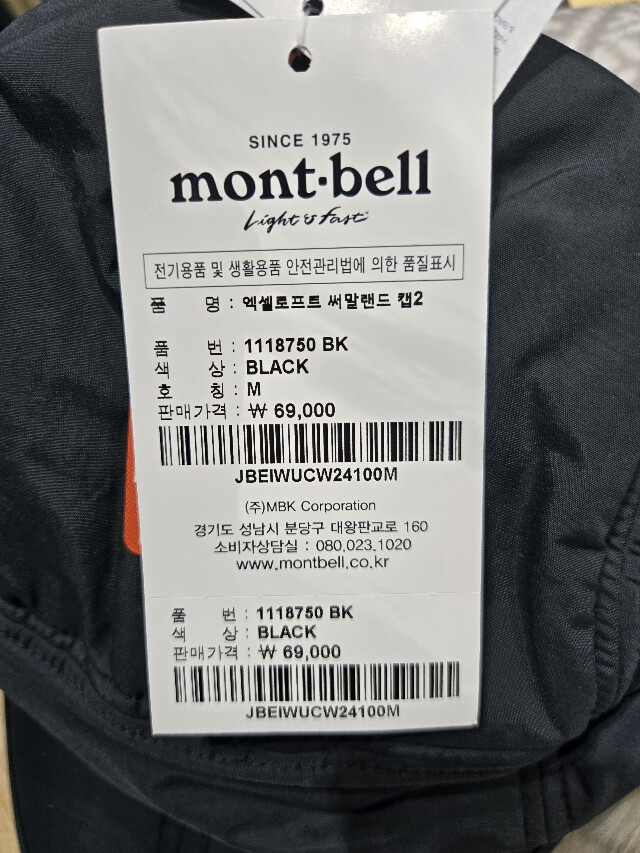 SINCE 1975
mont·bell
Light & Fast
전기용품 및 생활용품 안전관리법에 의한 품질표시
품 명 : 엑셀로프트 써말랜드 캡2
품 번 : 1118750 BK
색 상 : BLACK
호 칭 : M
판매가격 : ₩ 69,000
JBEIWUCW24100M
(주)MBK Corporation
경기도 성남시 분당구 대왕판교로 160
소비자상담실 : 080.023.1020
www.montbell.co.kr
품 번 : 1118750 BK
색 상 : BLACK
판매가격 : ₩ 69,000
JBEIWUCW24100M